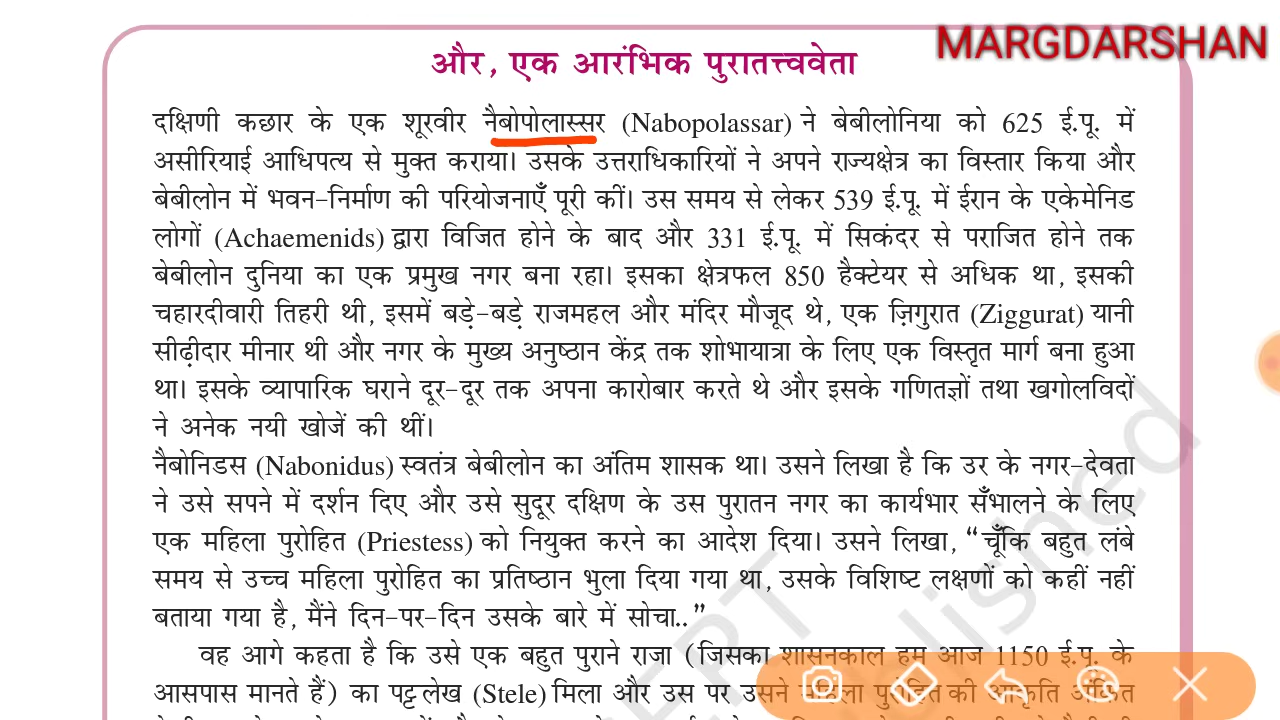 MARGDARSHAN
और, एक आरंभिक पुरातत्त्ववेता
दक्षिणी कछार के एक शूरवीर नैबोपोलास्सर (Nabopolassar) ने बेबीलोनिया को 625 ई.पू. में
असीरियाई आधिपत्य से मुक्त कराया। उसके उत्तराधिकारियों ने अपने राज्यक्षेत्र का विस्तार किया और
बेबीलोन में भवन-निर्माण की परियोजनाएँ पूरी कीं। उस समय से लेकर 539 ई.पू. में ईरान के एकेमेनिड
लोगों (Achaemenids) द्वारा विजित होने के बाद और 331 ई.पू. में सिकंदर से पराजित होने तक
बेबीलोन दुनिया का एक प्रमुख नगर बना रहा। इसका क्षेत्रफल 850 हैक्टेयर से अधिक था, इसकी
चहारदीवारी तिहरी थी, इसमें बड़े-बड़े राजमहल और मंदिर मौजूद थे, एक ज़िगुरात (Ziggurat) यानी
सीढ़ीदार मीनार थी और नगर के मुख्य अनुष्ठान केंद्र तक शोभायात्रा के लिए एक विस्तृत मार्ग बना हुआ
था। इसके व्यापारिक घराने दूर-दूर तक अपना कारोबार करते थे और इसके गणितज्ञों तथा खगोलविदों
ने अनेक नयी खोजें की थीं।
नैबोनिडस (Nabonidus) स्वतंत्र बेबीलोन का अंतिम शासक था। उसने लिखा है कि उर के नगर-देवता
ने उसे सपने में दर्शन दिए और उसे सुदूर दक्षिण के उस पुरातन नगर का कार्यभार सँभालने के लिए
एक महिला पुरोहित (Priestess) को नियुक्त करने का आदेश दिया। उसने लिखा, “चूँकि बहुत लंबे
समय से उच्च महिला पुरोहित का प्रतिष्ठान भुला दिया गया था, उसके विशिष्ट लक्षणों को कहीं नहीं
बताया गया है, मैंने दिन-पर-दिन उसके बारे में सोचा..”
वह आगे कहता है कि उसे एक बहुत पुराने राजा (जिसका शासनकाल हम आज 1150 ई.पू. के
आसपास मानते हैं) का पट्टलेख (Stele) मिला और उस पर उसने महिला पुरोहित की आकृति अंकित